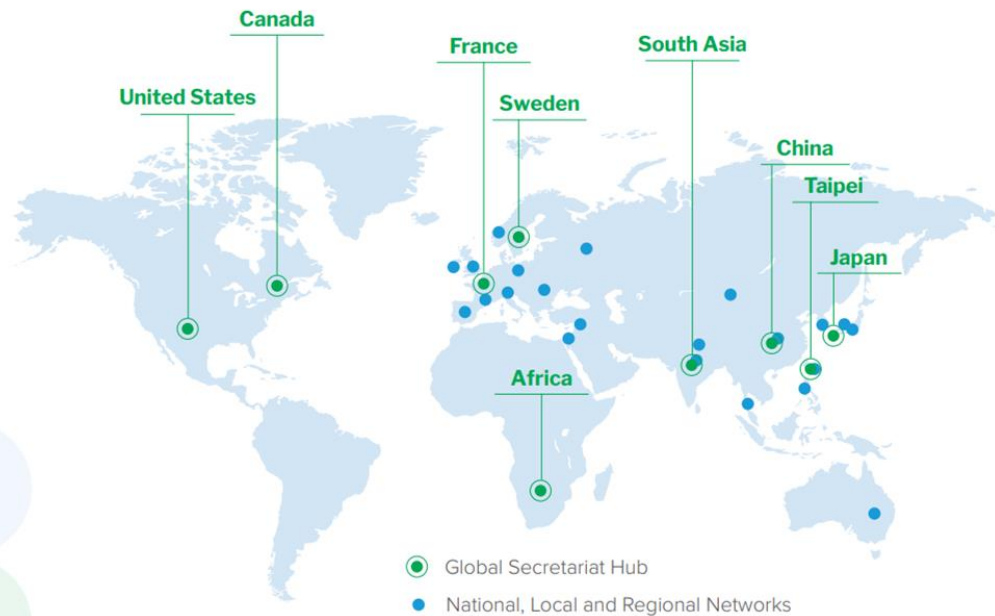 Canada
France
South Asia
United States
Sweden
China
Taipei
Japan
Africa
Global Secretariat Hub
National, Local and Regional Networks